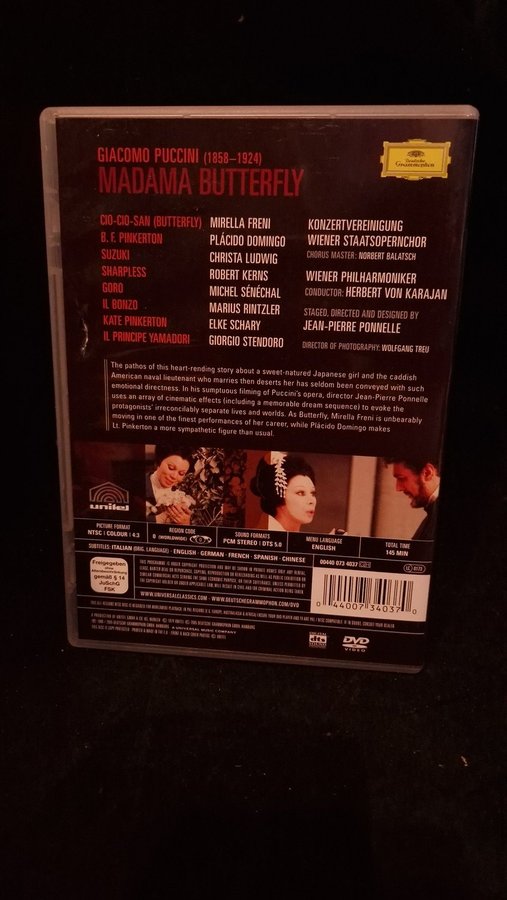 GIACOMO PUCCINI (1858–1924)
MADAMA BUTTERFLY
Deutsche
Grammophon
CIO-CIO-SAN (BUTTERFLY) MIRELLA FRENI
B. F. PINKERTON PLÁCIDO DOMINGO
SUZUKI CHRISTA LUDWIG
SHARPLESS ROBERT KERNS
GORO MICHEL SÉNÉCHAL
IL BONZO MARIUS RINTZLER
KATE PINKERTON ELKE SCHARY
IL PRINCIPE YAMADORI GIORGIO STENDORO
KONZERTVEREINIGUNG
WIENER STAATSOPERNCHOR
CHORUS MASTER: NORBERT BALATSCH
WIENER PHILHARMONIKER
CONDUCTOR: HERBERT VON KARAJAN
STAGED, DIRECTED AND DESIGNED BY
JEAN-PIERRE PONNELLE
DIRECTOR OF PHOTOGRAPHY: WOLFGANG TREU
The pathos of this heart-rending story about a sweet-natured Japanese girl and the caddish
American naval lieutenant who marries then deserts her has seldom been conveyed with such
emotional directness. In his sumptuous filming of Puccini's opera, director Jean-Pierre Ponnelle
uses an array of cinematic effects (including a memorable dream sequence) to evoke the
protagonists' irreconcilably separate lives and worlds. As Butterfly, Mirella Freni is unbearably
moving in one of the finest performances of her career, while Plácido Domingo makes
Lt. Pinkerton a more sympathetic figure than usual.
unitel
PICTURE FORMAT
NTSC | COLOUR | 4:3
REGION CODE
0 (WORLDWIDE)
SOUND FORMATS
PCM STEREO | DTS 5.0
MENU LANGUAGE
ENGLISH
TOTAL TIME
145 MIN
SUBTITLES: ITALIAN (ORIG. LANGUAGE) · ENGLISH · GERMAN · FRENCH · SPANISH · CHINESE
00440 073 4037
Freigegeben
ohne
Altersbeschränkung
gemäß § 14
JuSchG
FSK
WWW.UNIVERSALCLASSICS.COM · WWW.DEUTSCHEGRAMMOPHON.COM/DVD
44007 34037 0
A UNIVERSAL MUSIC COMPANY
dts
DVD
VIDEO